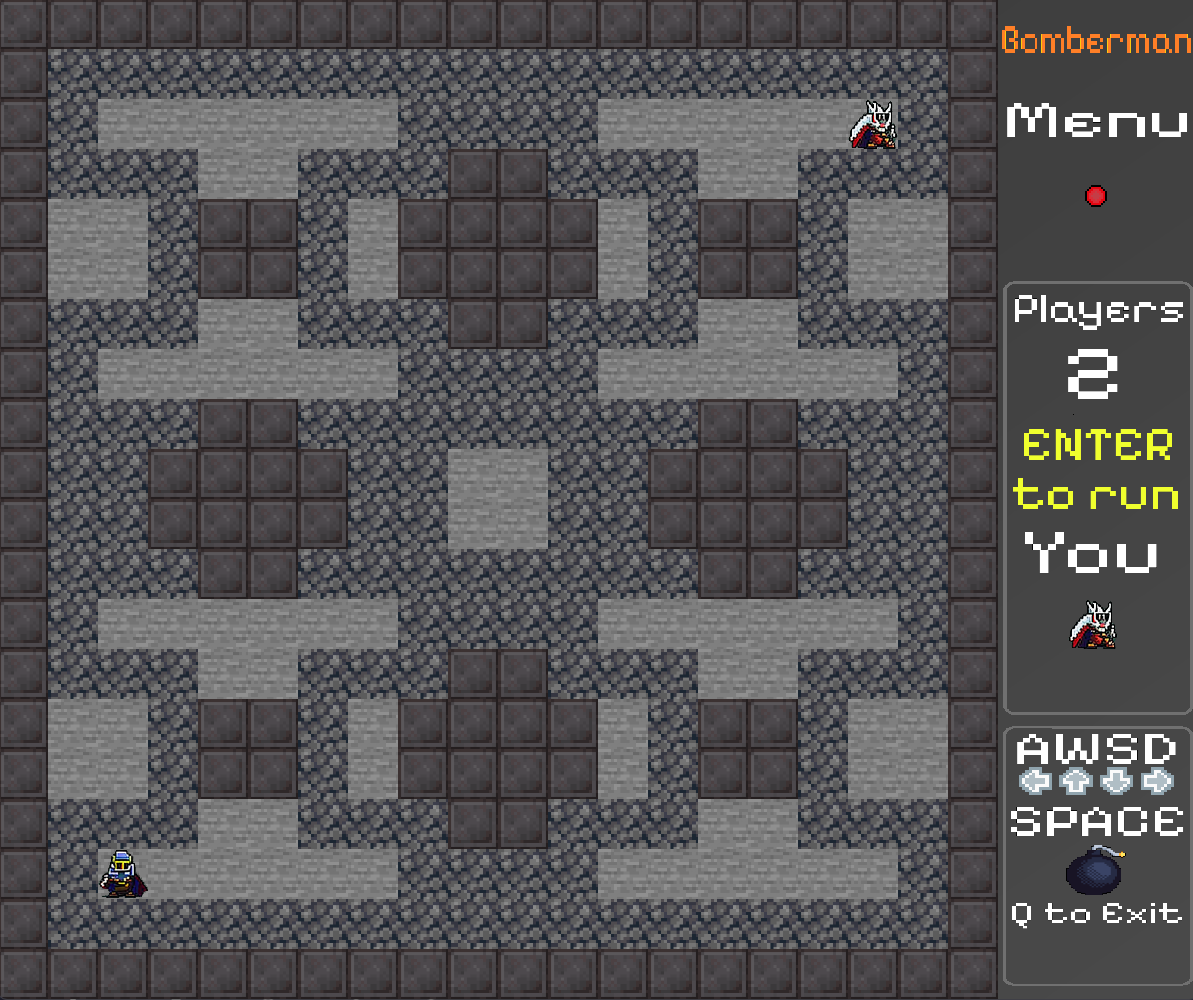 Bomberman
Menu
Players
2
ENTER
to run
You
AWSD
SPACE
Q to Exit